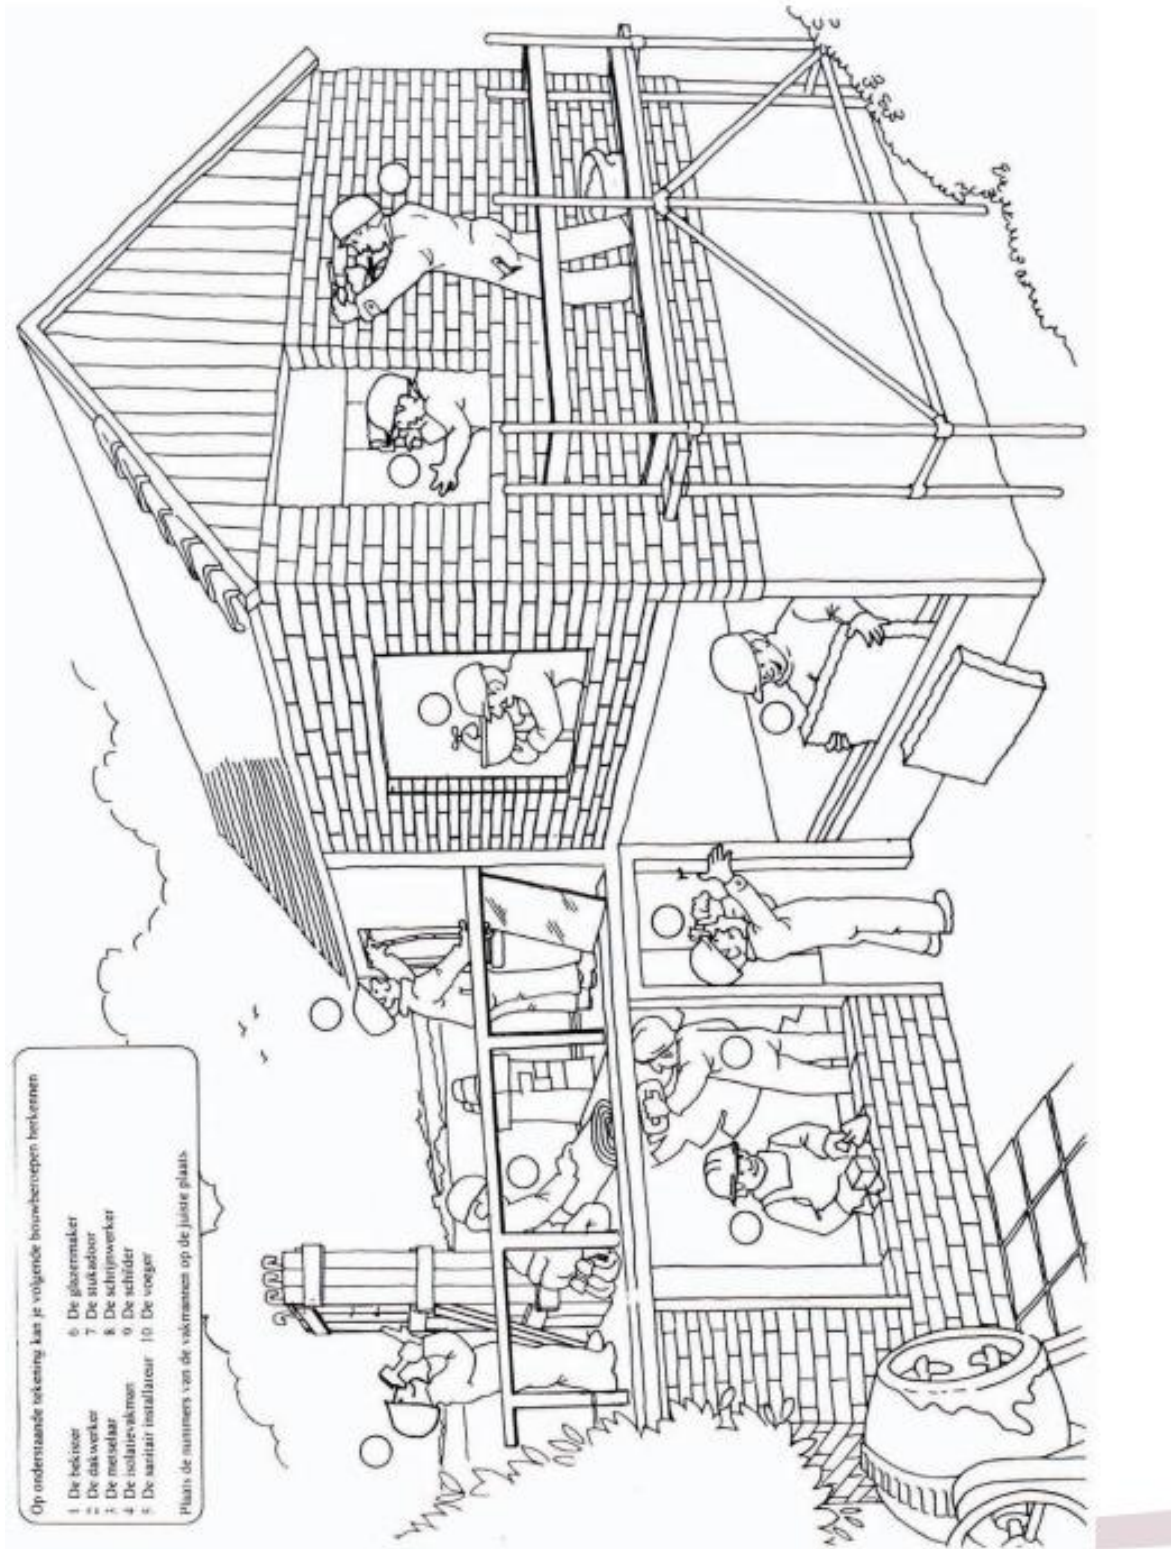 Op onderstaande tekening kan je volgende bouwberoepen herkennen
1 De bekister 6 De glazenmaker
2 De dakwerker 7 De stukadoor
3 De metselaar 8 De schrijnwerker
4 De isolatievakman 9 De schilder
5 De sanitair installateur 10 De voeger
Plaats de nummers van de vakmannen op de juiste plaats